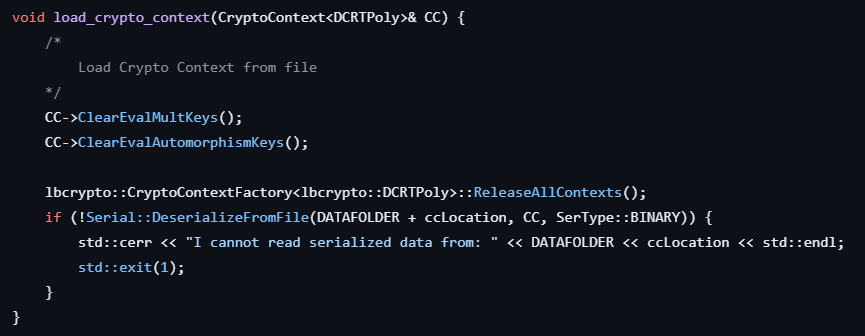 void load_crypto_context(CryptoContext<DCRTPoly>& CC) {
    /*
        Load Crypto Context from file
    */
    CC->ClearEvalMultKeys();
    CC->ClearEvalAutomorphismKeys();

    lbcrypto::CryptoContextFactory<lbcrypto::DCRTPoly>::ReleaseAllContexts();
    if (!Serial::DeserializeFromFile(DATAFOLDER + ccLocation, CC, SerType::BINARY)) {
        std::cerr << "I cannot read serialized data from: " << DATAFOLDER << ccLocation << std::endl;
        std::exit(1);
    }
}